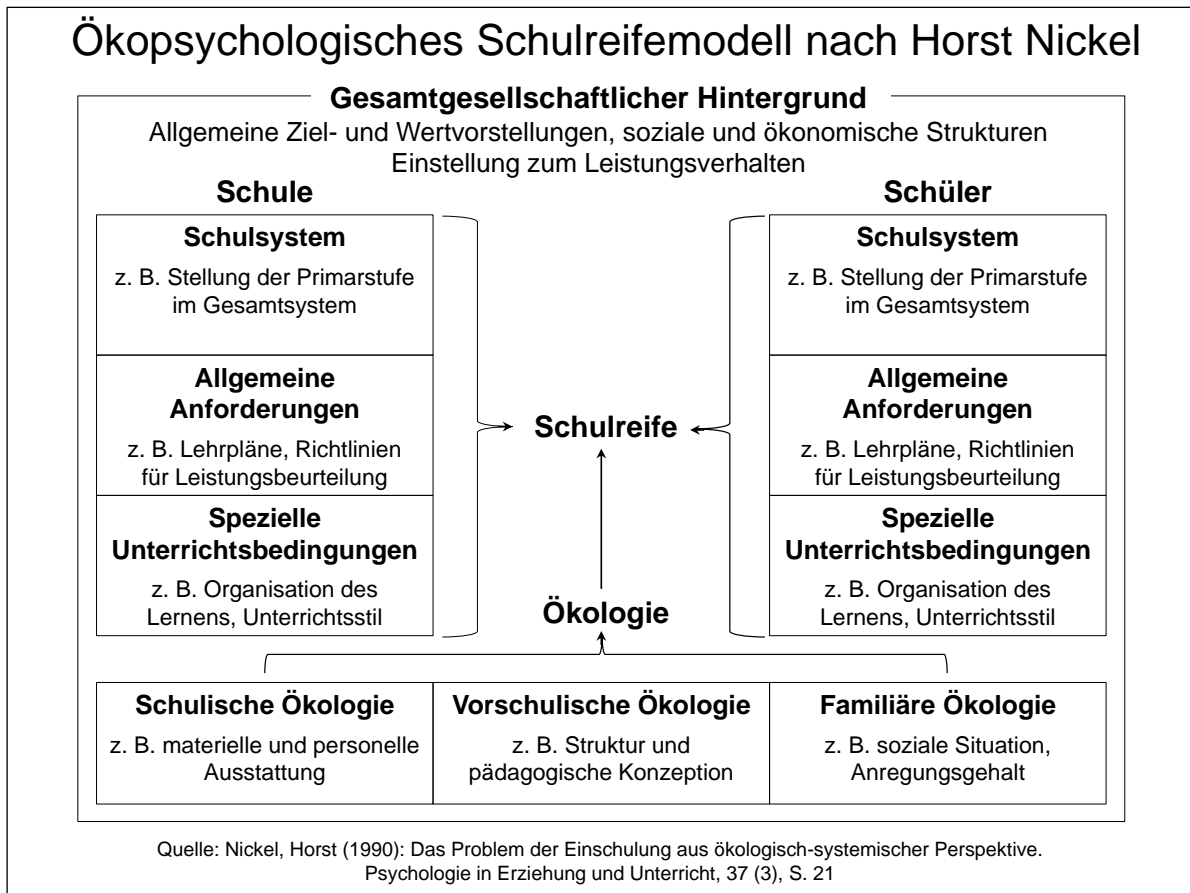 Ökopsychologisches Schulreifemodell nach Horst Nickel
Gesamtgesellschaftlicher Hintergrund
Allgemeine Ziel- und Wertvorstellungen, soziale und ökonomische Strukturen
Einstellung zum Leistungsverhalten
Schule
Schulsystem
z. B. Stellung der Primarstufe
im Gesamtsystem
Allgemeine
Anforderungen
z. B. Lehrpläne, Richtlinien
für Leistungsbeurteilung
Spezielle
Unterrichtsbedingungen
z. B. Organisation des
Lernens, Unterrichtsstil
Schulreife
Ökologie
Schüler
Schulsystem
z. B. Stellung der Primarstufe
im Gesamtsystem
Allgemeine
Anforderungen
z. B. Lehrpläne, Richtlinien
für Leistungsbeurteilung
Spezielle
Unterrichtsbedingungen
z. B. Organisation des
Lernens, Unterrichtsstil
Schulische Ökologie
z. B. materielle und personelle
Ausstattung
Vorschulische Ökologie
z. B. Struktur und
pädagogische Konzeption
Familiäre Ökologie
z. B. soziale Situation,
Anregungsgehalt
Quelle: Nickel, Horst (1990): Das Problem der Einschulung aus ökologisch-systemischer Perspektive.
Psychologie in Erziehung und Unterricht, 37 (3), S. 21